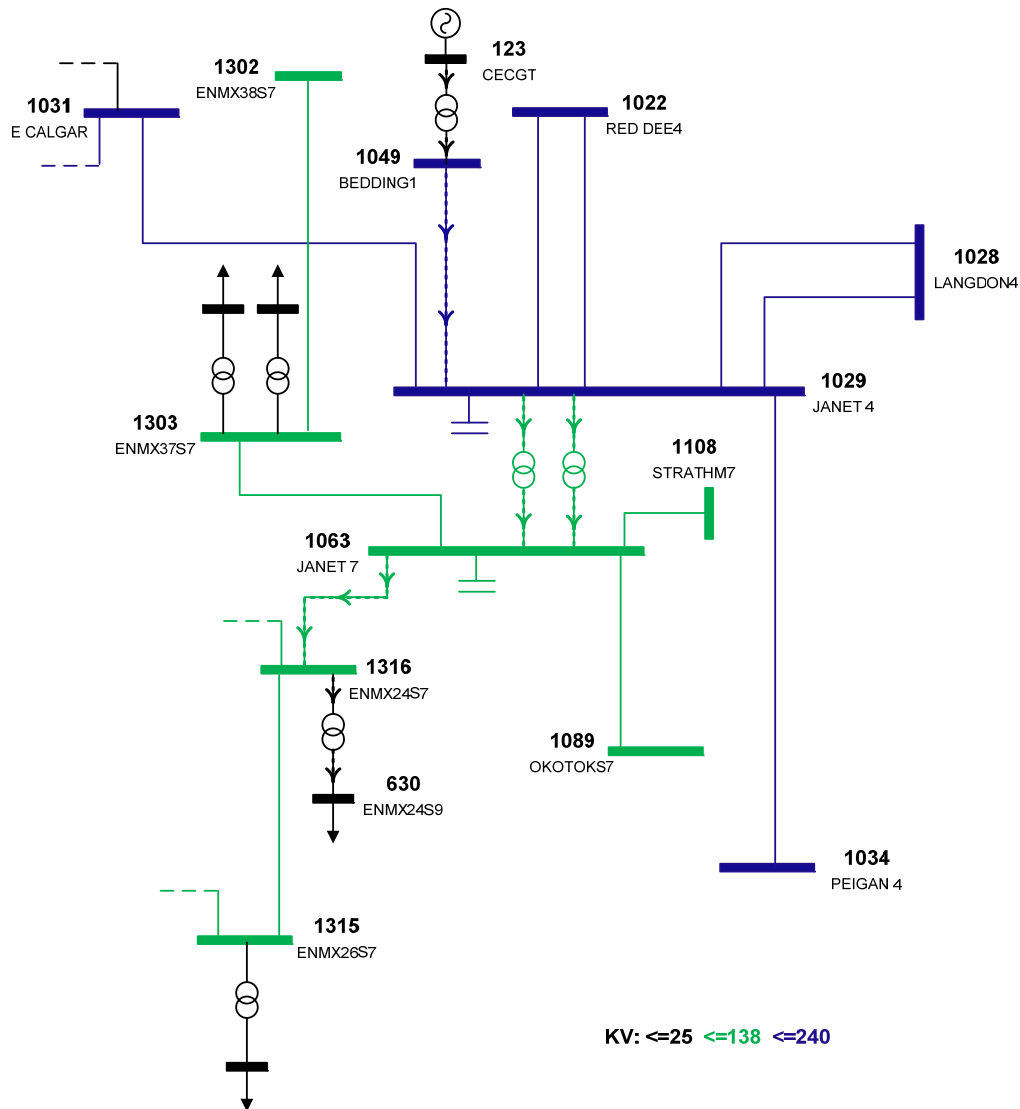 123
CECGT
1302
ENMX38S7
1031
E CALGAR
1022
RED DEE4
1049
BEDDING1
1028
LANGDON4
1029
JANET 4
1303
ENMX37S7
1108
STRATHM7
1063
JANET 7
1316
ENMX24S7
1089
OKOTOKS7
630
ENMX24S9
1034
PEIGAN 4
1315
ENMX26S7
KV: <=25 <=138 <=240